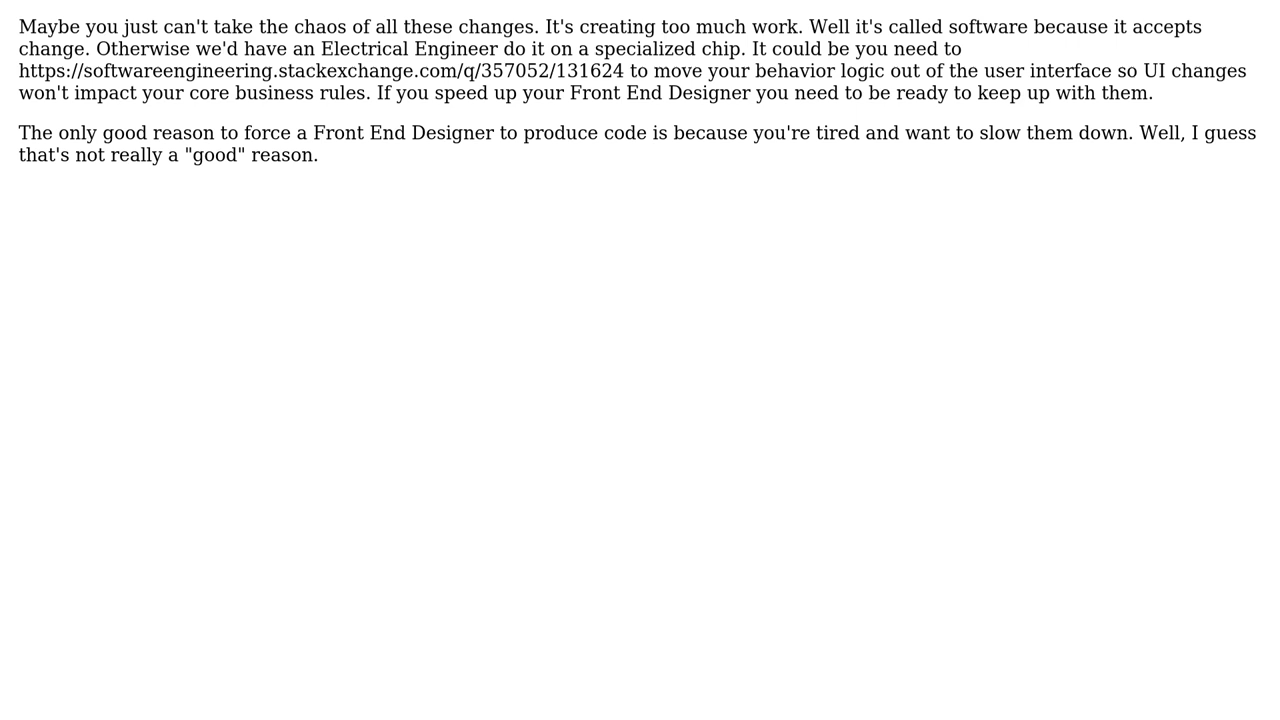 Maybe you just can't take the chaos of all these changes. It's creating too much work. Well it's called software because it accepts
change. Otherwise we'd have an Electrical Engineer do it on a specialized chip. It could be you need to
https://softwareengineering.stackexchange.com/q/357052/131624 to move your behavior logic out of the user interface so UI changes
won't impact your core business rules. If you speed up your Front End Designer you need to be ready to keep up with them.
The only good reason to force a Front End Designer to produce code is because you're tired and want to slow them down. Well, I guess
that's not really a "good" reason.